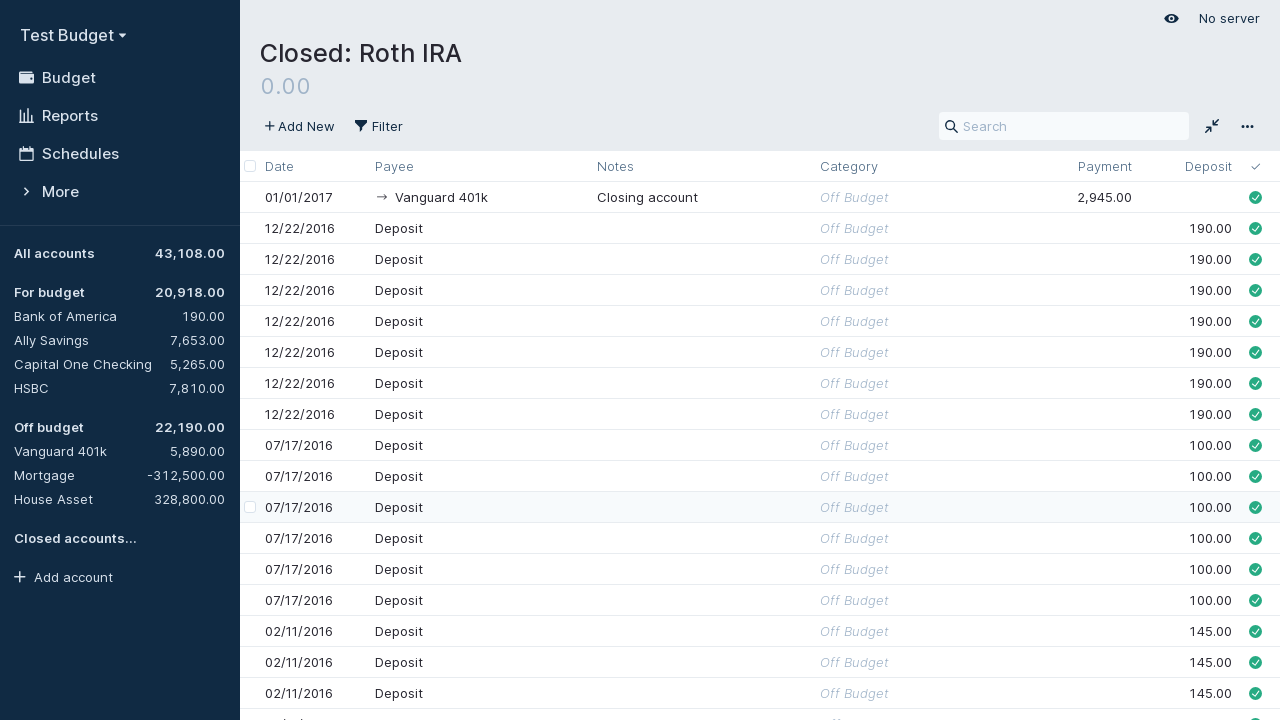 Test Budget
Budget
Reports
Schedules
More
All accounts 43,108.00
For budget 20,918.00
Bank of America 190.00
Ally Savings 7,653.00
Capital One Checking 5,265.00
HSBC 7,810.00
Off budget 22,190.00
Vanguard 401k 5,890.00
Mortgage -312,500.00
House Asset 328,800.00
Closed accounts...
Add account
No server
Closed: Roth IRA
0.00
Add New Filter Search
Date Payee Notes Category Payment Deposit
01/01/2017 → Vanguard 401k Closing account Off Budget 2,945.00
12/22/2016 Deposit Off Budget 190.00
12/22/2016 Deposit Off Budget 190.00
12/22/2016 Deposit Off Budget 190.00
12/22/2016 Deposit Off Budget 190.00
12/22/2016 Deposit Off Budget 190.00
12/22/2016 Deposit Off Budget 190.00
12/22/2016 Deposit Off Budget 190.00
07/17/2016 Deposit Off Budget 100.00
07/17/2016 Deposit Off Budget 100.00
07/17/2016 Deposit Off Budget 100.00
07/17/2016 Deposit Off Budget 100.00
07/17/2016 Deposit Off Budget 100.00
07/17/2016 Deposit Off Budget 100.00
02/11/2016 Deposit Off Budget 145.00
02/11/2016 Deposit Off Budget 145.00
02/11/2016 Deposit Off Budget 145.00